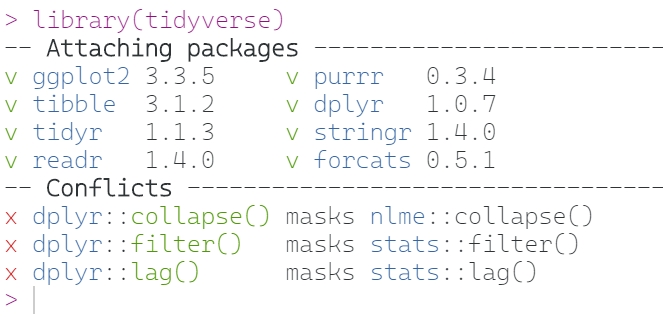 > library(tidyverse)
-- Attaching packages -------------------------
v ggplot2 3.3.5     v purrr   0.3.4
v tibble  3.1.2     v dplyr   1.0.7
v tidyr   1.1.3     v stringr 1.4.0
v readr   1.4.0     v forcats 0.5.1
-- Conflicts ----------------------------------
x dplyr::collapse() masks nlme::collapse()
x dplyr::filter()   masks stats::filter()
x dplyr::lag()      masks stats::lag()
>